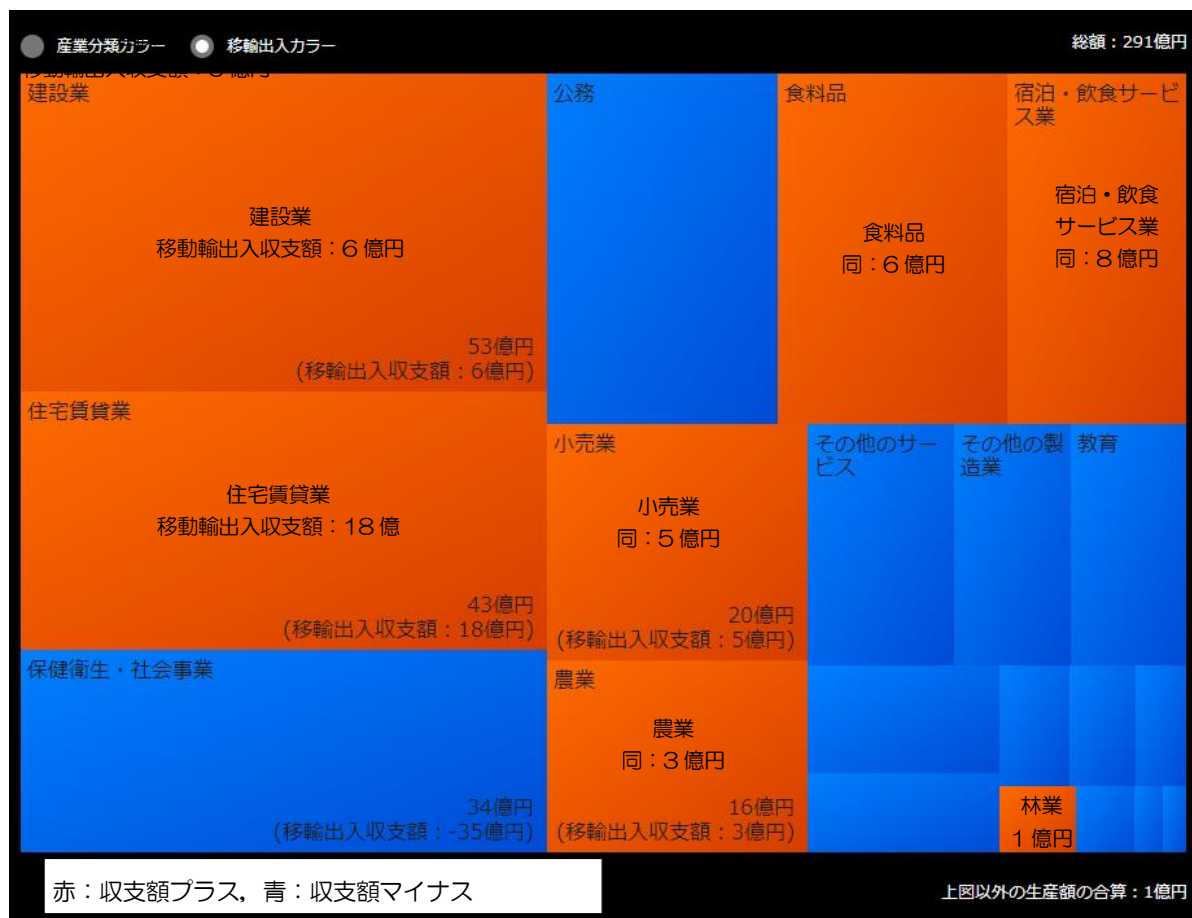 産業分類カラー
移輸出入カラー
総額：291億円
建設業
建設業
移動輸出入収支額：6億円
53億円
(移輸出入収支額：6億円)
住宅賃貸業
住宅賃貸業
移動輸出入収支額：18億
43億円
(移輸出入収支額：18億円)
保健衛生・社会事業
34億円
(移輸出入収支額：-35億円)
公務
食料品
食料品
同：6億円
宿泊・飲食サービ
ス業
宿泊・飲食
サービス業
同：8億円
小売業
小売業
同：5億円
20億円
(移輸出入収支額：5億円)
農業
農業
同：3億円
16億円
(移輸出入収支額：3億円)
その他のサー
ビス
その他の製
造業
教育
林業
1億円
赤：収支額プラス，青：収支額マイナス
上図以外の生産額の合算：1億円